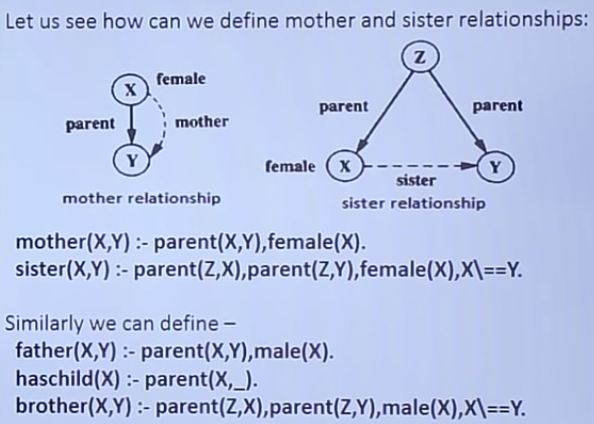 Let us see how can we define mother and sister relationships:
X
female
parent
mother
Y
mother relationship
Z
parent
parent
female
X
Y
sister
sister relationship
mother(X,Y) :- parent(X,Y),female(X).
sister(X,Y) :- parent(Z,X),parent(Z,Y),female(X),X\==Y.
Similarly we can define –
father(X,Y) :- parent(X,Y),male(X).
haschild(X) :- parent(X,_).
brother(X,Y) :- parent(Z,X),parent(Z,Y),male(X),X\==Y.